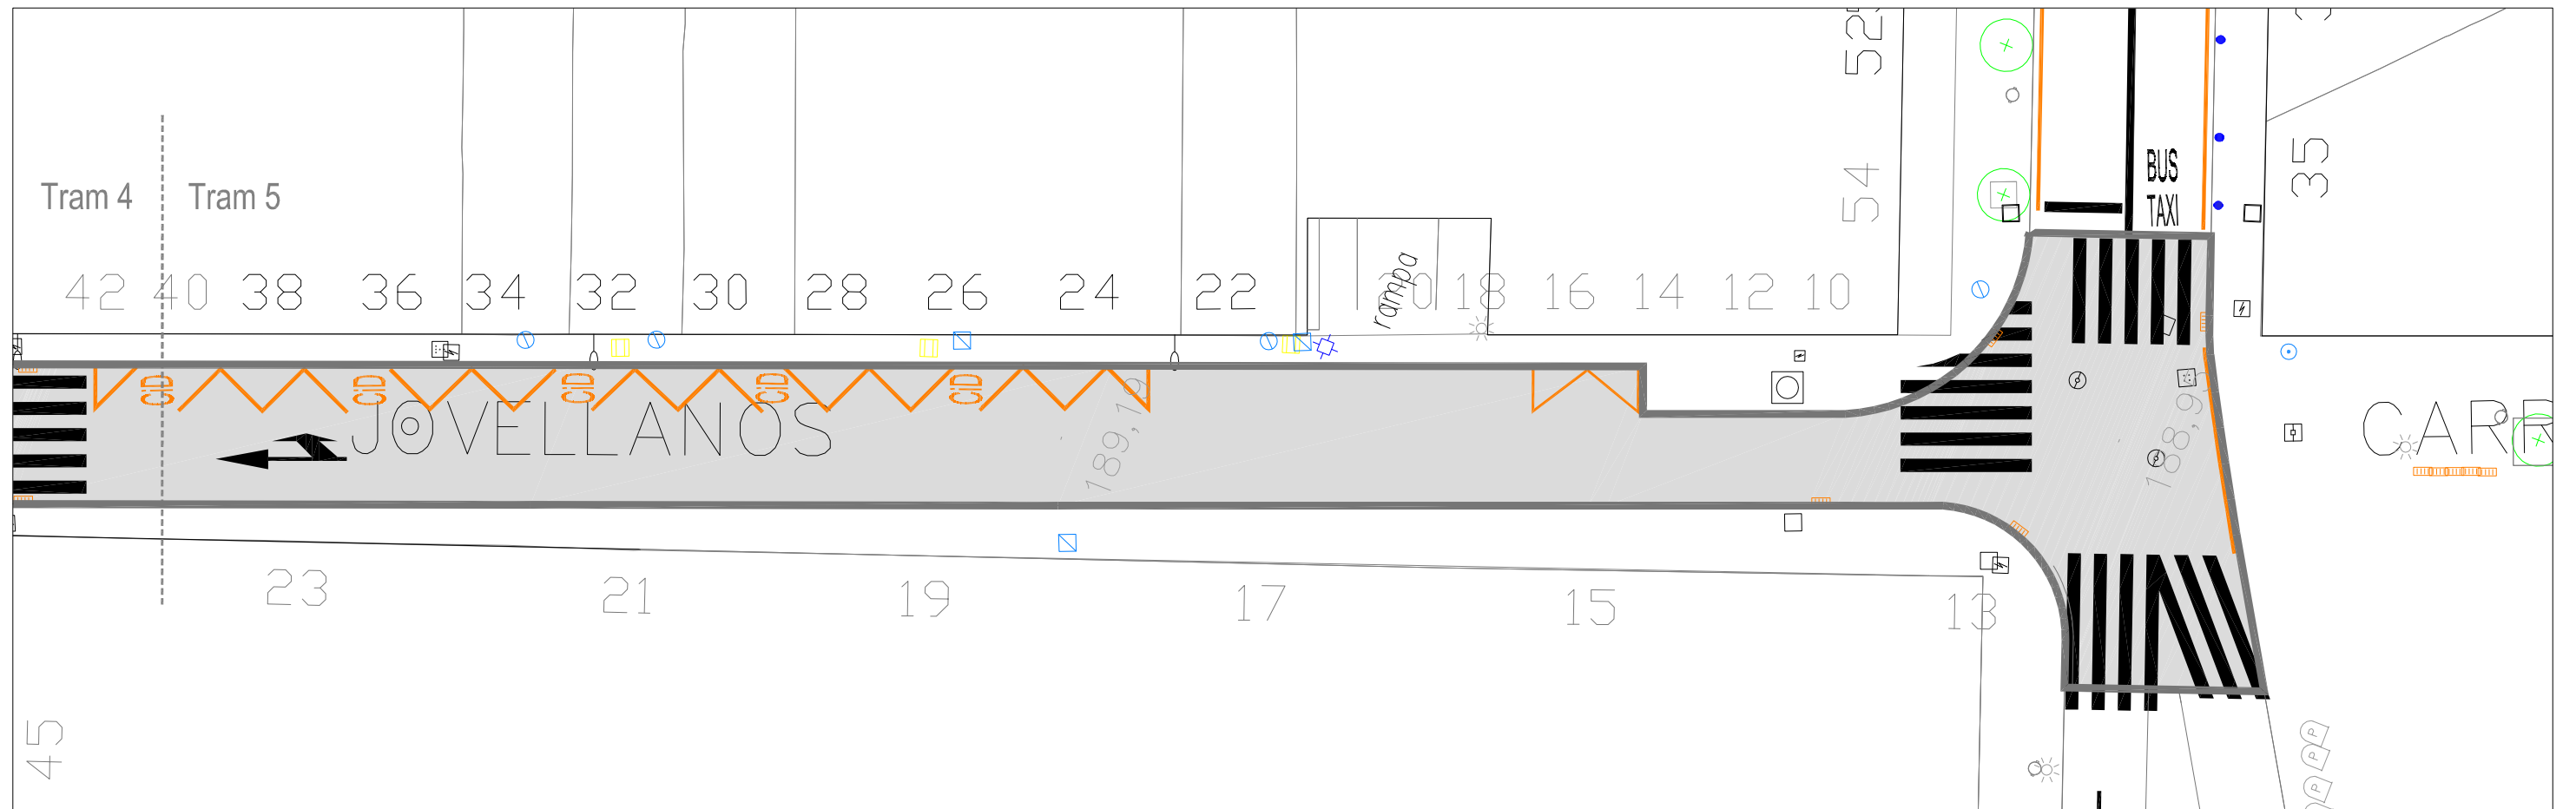 52
54
35
BUS
TAXI
Tram 4
Tram 5
42 40 38 36 34 32 30 28 26 24 22 20 18 16 14 12 10
rampa
CiD CiD CiD CiD CiD
JOVELLANOS
189,19
188,9
CARR
23 21 19 17 15 13
45
P P P